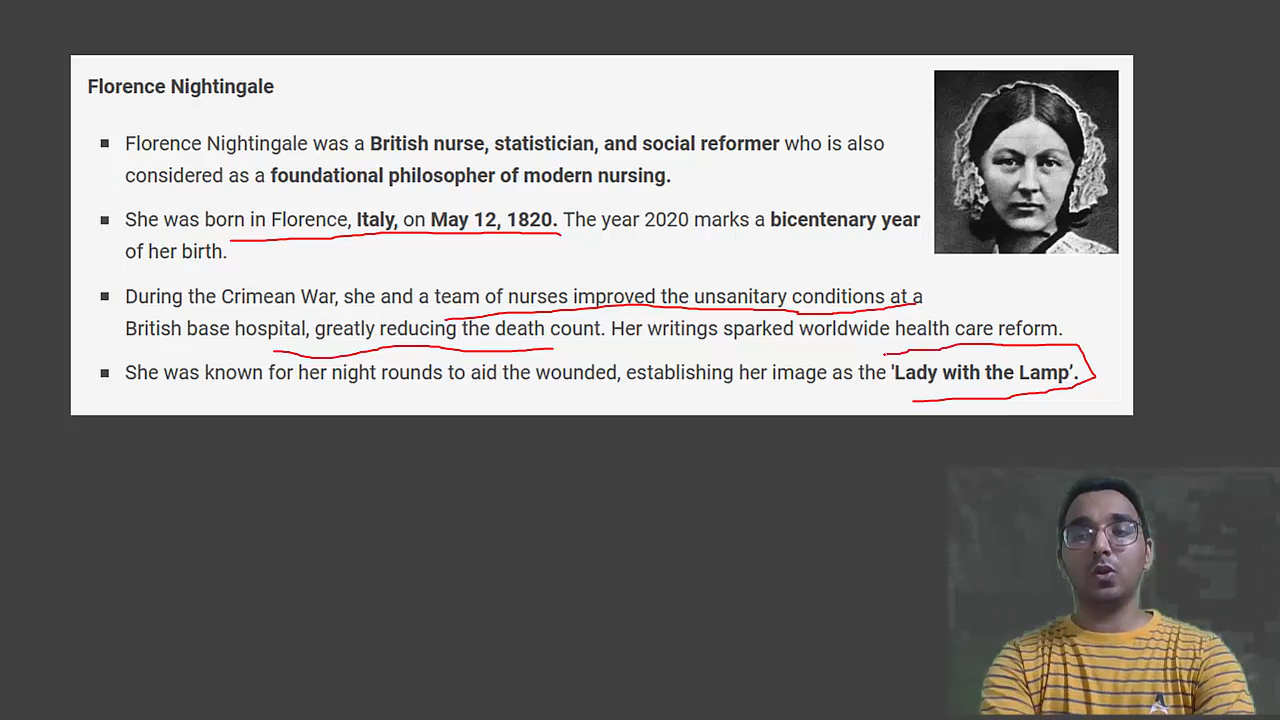 Florence Nightingale
Florence Nightingale was a British nurse, statistician, and social reformer who is also
considered as a foundational philosopher of modern nursing.
She was born in Florence, Italy, on May 12, 1820. The year 2020 marks a bicentenary year
of her birth.
During the Crimean War, she and a team of nurses improved the unsanitary conditions at a
British base hospital, greatly reducing the death count. Her writings sparked worldwide health care reform.
She was known for her night rounds to aid the wounded, establishing her image as the 'Lady with the Lamp’.